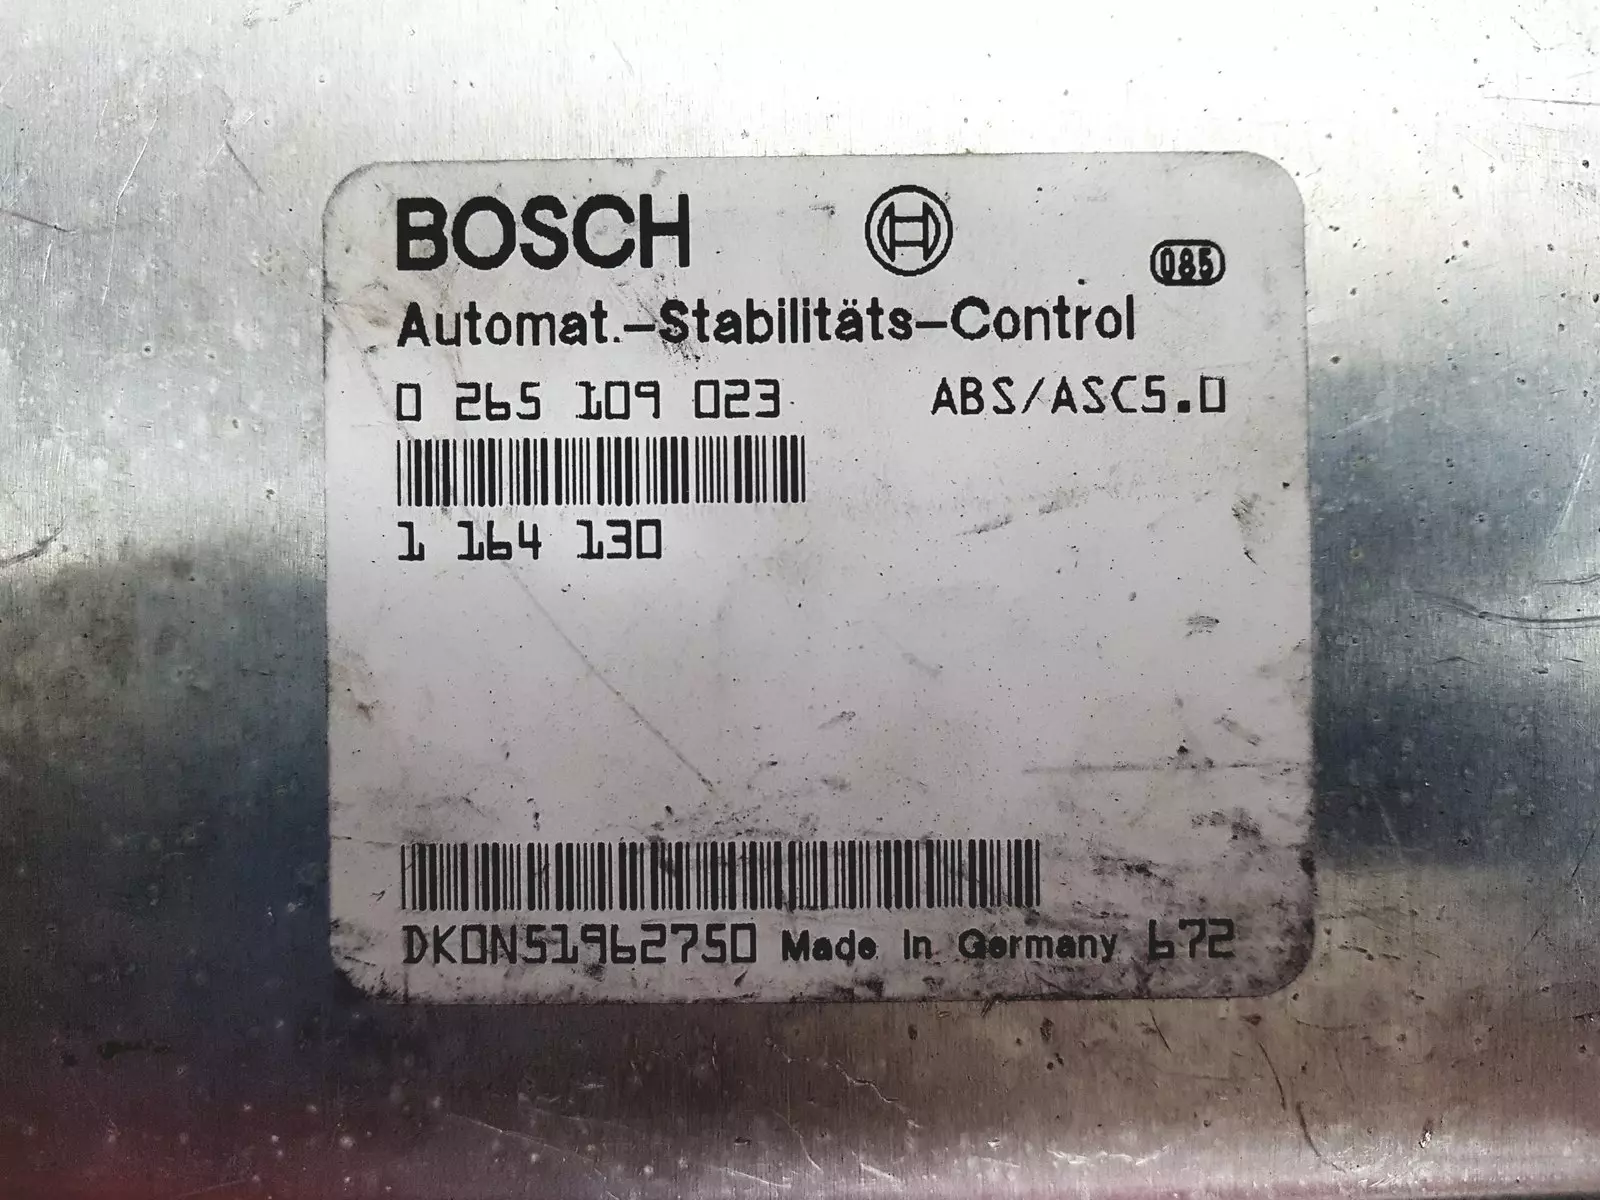 BOSCH
085
Automat.-Stabilitäts-Control
0 265 109 023 ABS/ASC5.0
1 164 130
DK0N51962750 Made in Germany 672